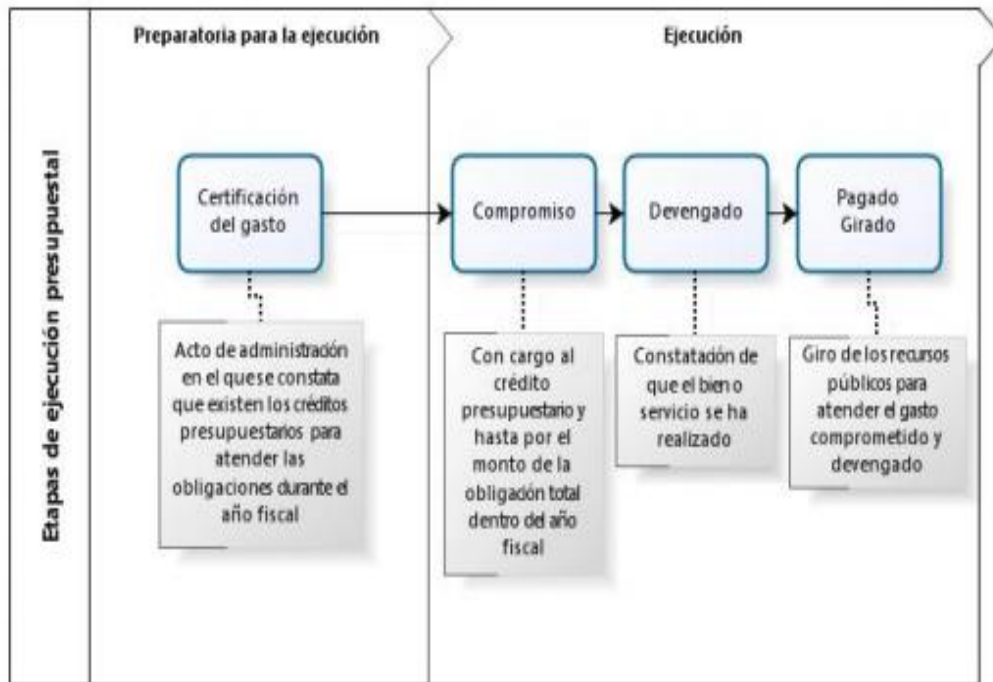 Etapas de ejecución presupuestal
Preparatoria para la ejecución
Ejecución
Certificación
del gasto
Compromiso
Devengado
Pagado
Girado
Acto de administración
en el que se constata
que existen los créditos
presupuestarios para
atender las
obligaciones durante el
año fiscal
Con cargo al
crédito
presupuestario y
hasta por el
monto de la
obligación total
dentro del año
fiscal
Constatación de
que el bien o
servicio se ha
realizado
Giro de los recursos
públicos para
atender el gasto
comprometido y
devengado